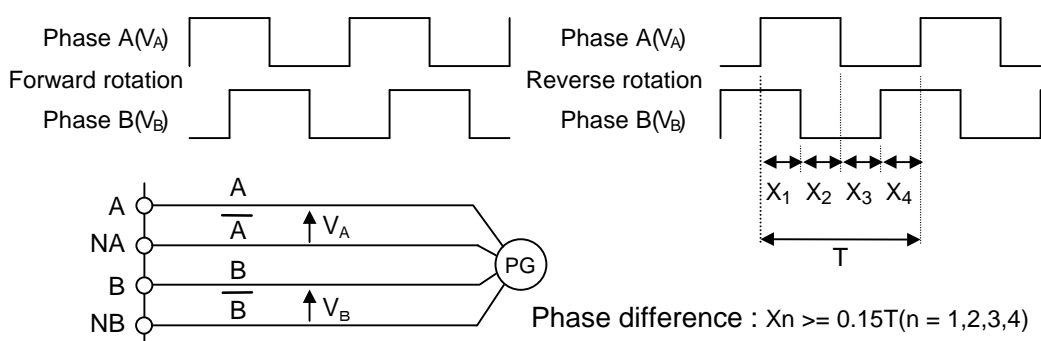 Phase A(VA)
Forward rotation
Phase B(VB)
Phase A(VA)
Reverse rotation
Phase B(VB)
X1 X2 X3 X4
T
A A
NA A VA
B B
NB B VB
PG
Phase difference : Xn >= 0.15T(n = 1,2,3,4)